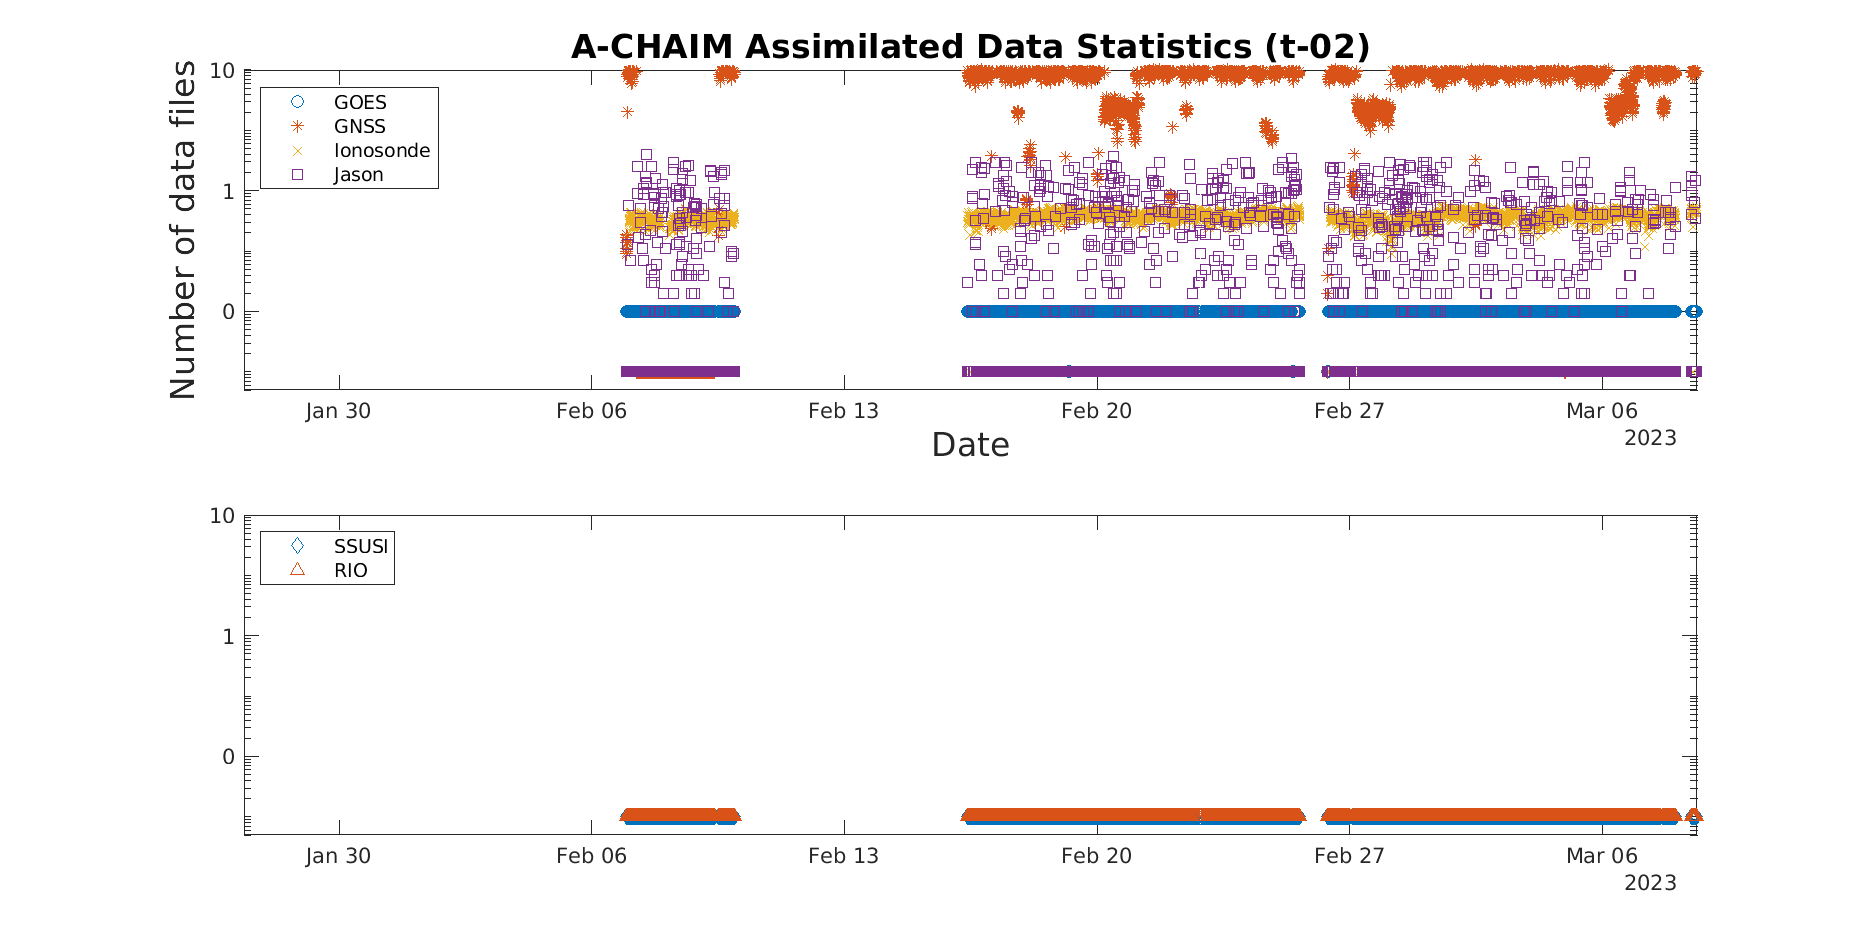 A-CHAIM Assimilated Data Statistics (t-02)
Number of data files
10
1
0
GOES
GNSS
Ionosonde
Jason
Jan 30
Feb 06
Feb 13
Feb 20
Feb 27
Mar 06
2023
Date
10
1
0
SSUSI
RIO
Jan 30
Feb 06
Feb 13
Feb 20
Feb 27
Mar 06
2023